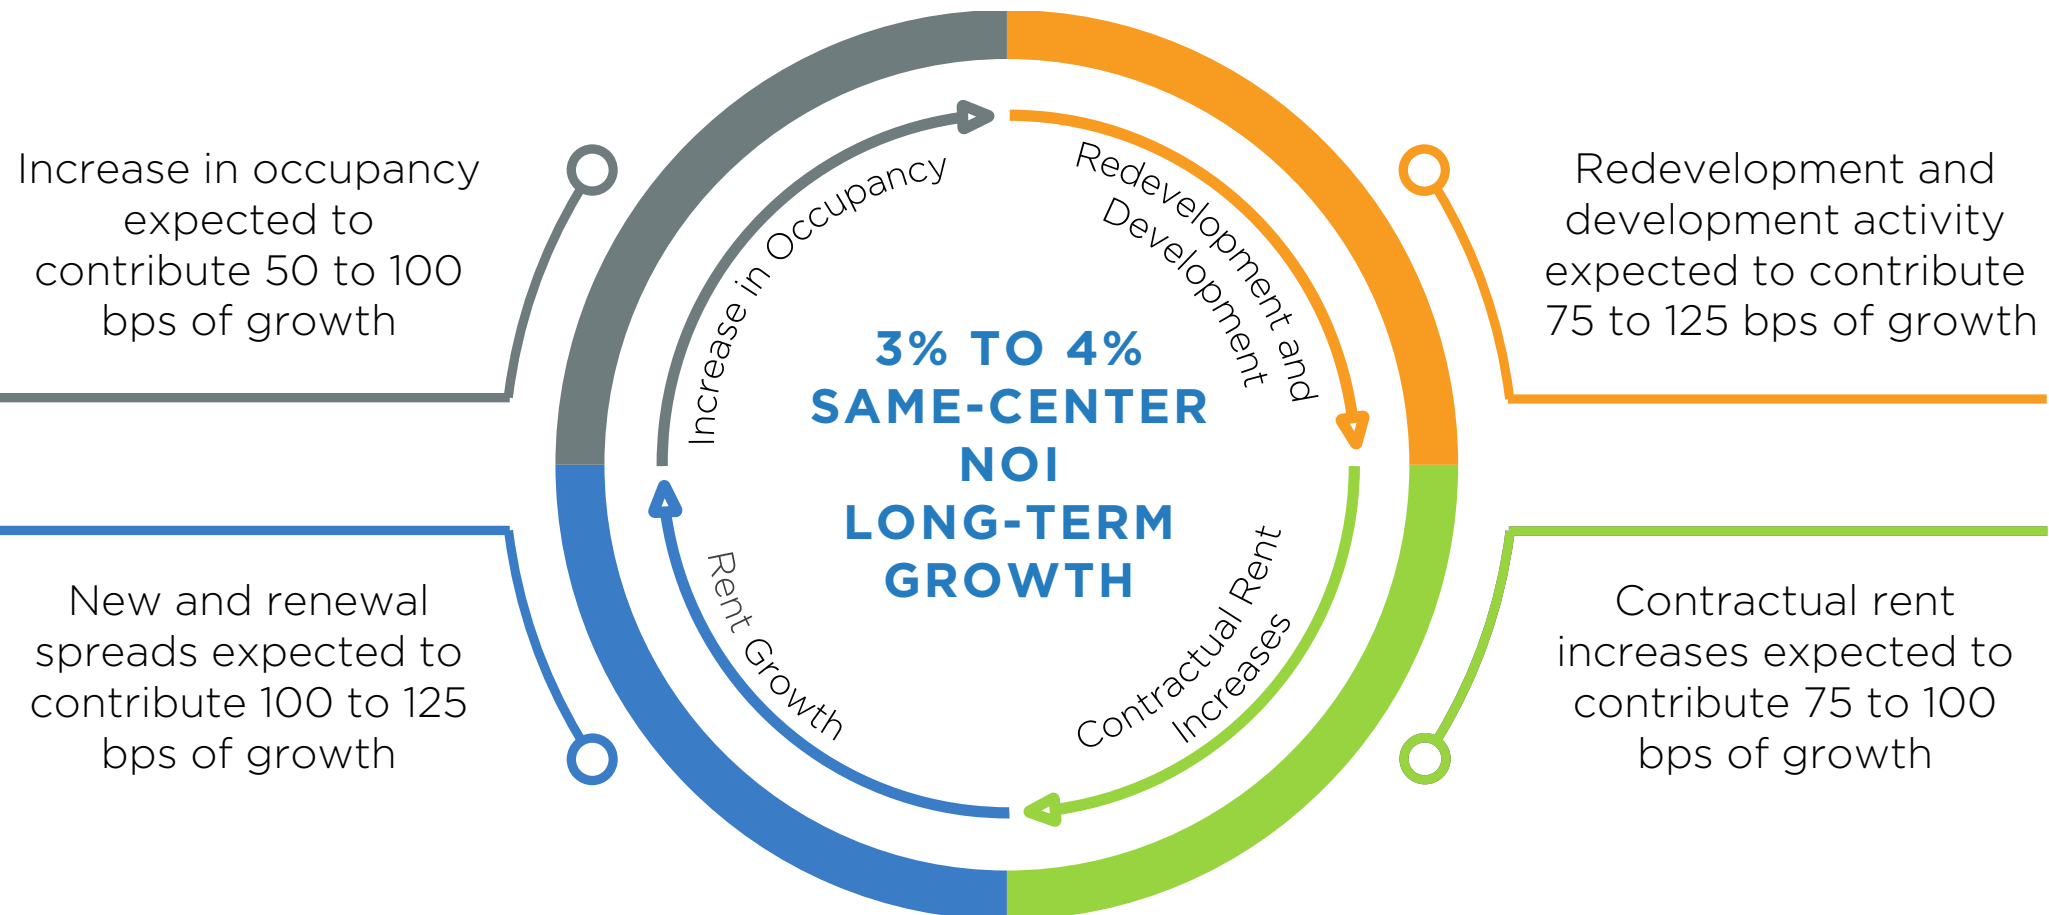 Increase in occupancy
expected to
contribute 50 to 100
bps of growth
Increase in Occupancy
Redevelopment and
Development
Redevelopment and
development activity
expected to contribute
75 to 125 bps of growth
3% TO 4%
SAME-CENTER
NOI
LONG-TERM
GROWTH
New and renewal
spreads expected to
contribute 100 to 125
bps of growth
Rent Growth
Contractual Rent
Increases
Contractual rent
increases expected to
contribute 75 to 100
bps of growth